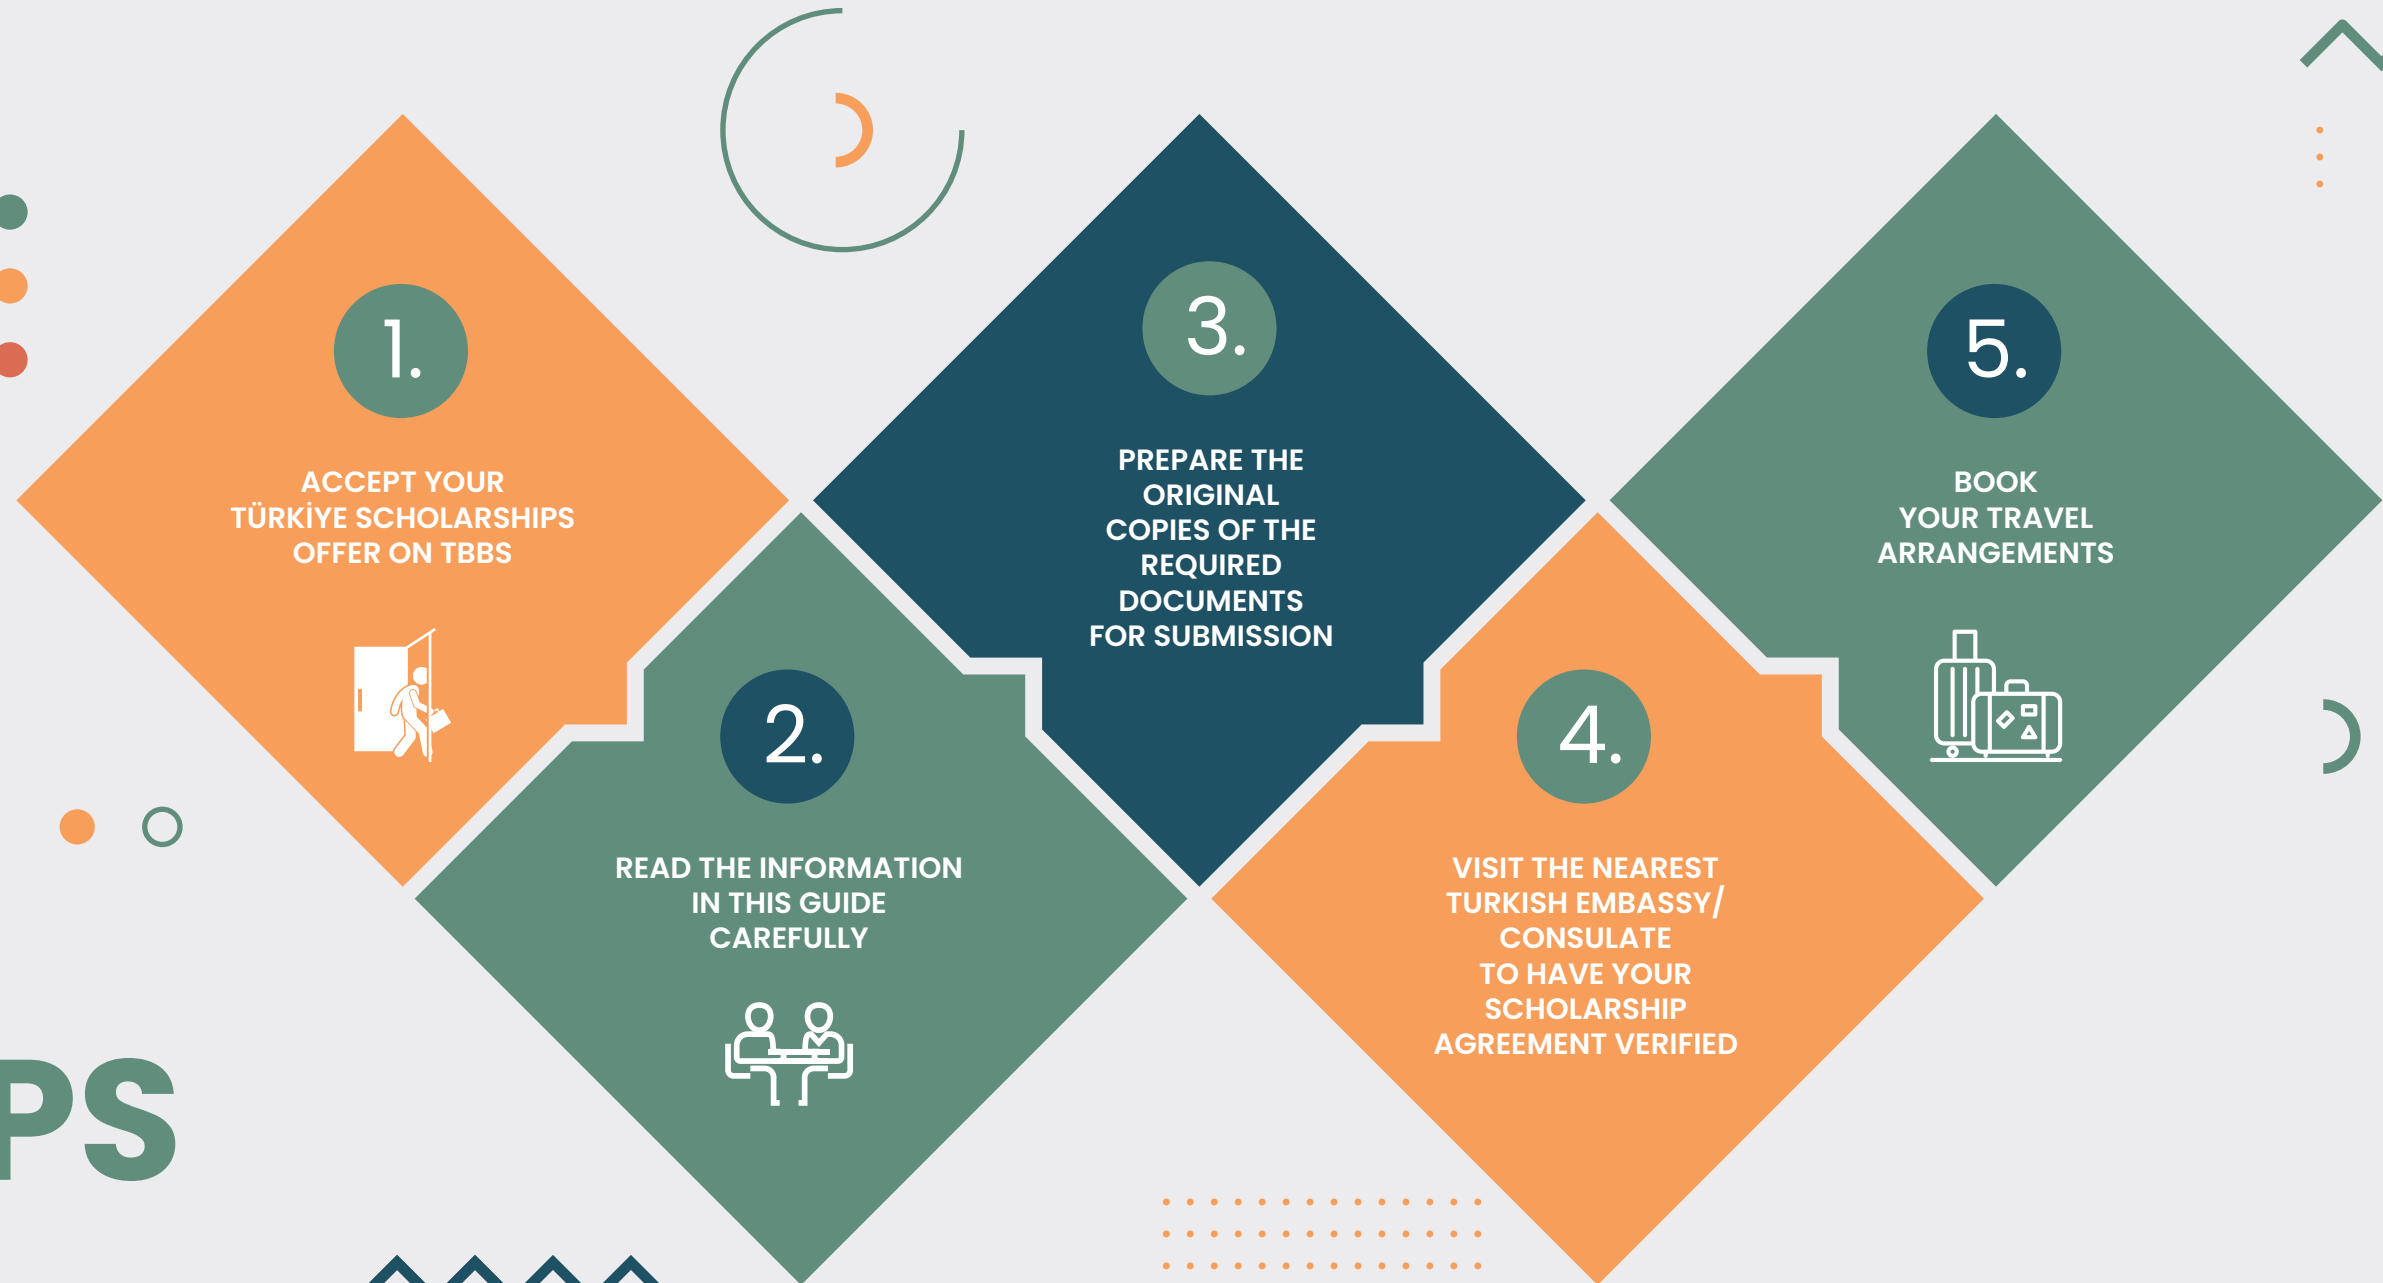 1.
ACCEPT YOUR
TÜRKİYE SCHOLARSHIPS
OFFER ON TBBS
2.
READ THE INFORMATION
IN THIS GUIDE
CAREFULLY
3.
PREPARE THE
ORIGINAL
COPIES OF THE
REQUIRED
DOCUMENTS
FOR SUBMISSION
4.
VISIT THE NEAREST
TURKISH EMBASSY/
CONSULATE
TO HAVE YOUR
SCHOLARSHIP
AGREEMENT VERIFIED
5.
BOOK
YOUR TRAVEL
ARRANGEMENTS
PS